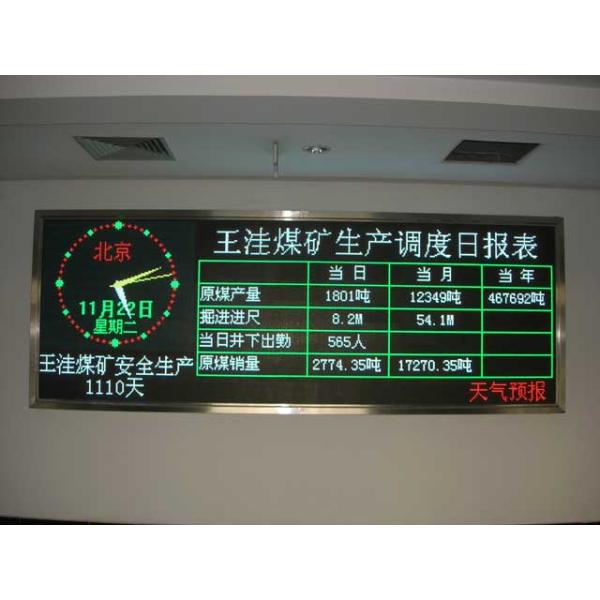 北京
11月22日
星期二
王洼煤矿安全生产
1110天
王洼煤矿生产调度日报表
当日 当月 当年
原煤产量 1801吨 12349吨 467692吨
掘进进尺 8.2M 54.1M
当日井下出勤 565人
原煤销量 2774.35吨 17270.35吨
天气预报